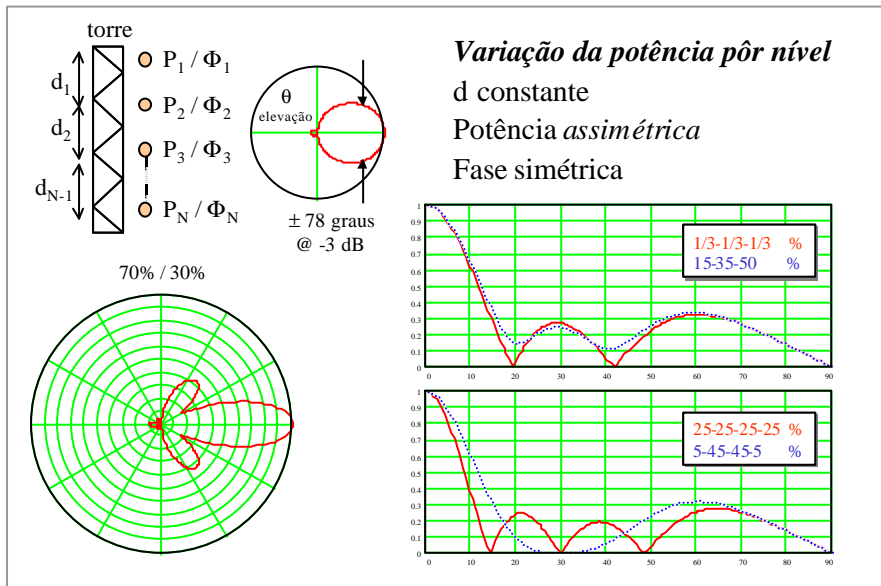 torre
d1
d2
dN-1
P1 / Φ1
P2 / Φ2
P3 / Φ3
PN / ΦN
θ
elevação
± 78 graus
@ -3 dB
Variação da potência pôr nível
d constante
Potência assimétrica
Fase simétrica
70% / 30%
1
0.9
0.8
0.7
0.6
0.5
0.4
0.3
0.2
0.1
0
0 10 20 30 40 50 60 70 80 90
1/3-1/3-1/3 %
15-35-50 %
1
0.9
0.8
0.7
0.6
0.5
0.4
0.3
0.2
0.1
0
0 10 20 30 40 50 60 70 80 90
25-25-25-25 %
5-45-45-5 %